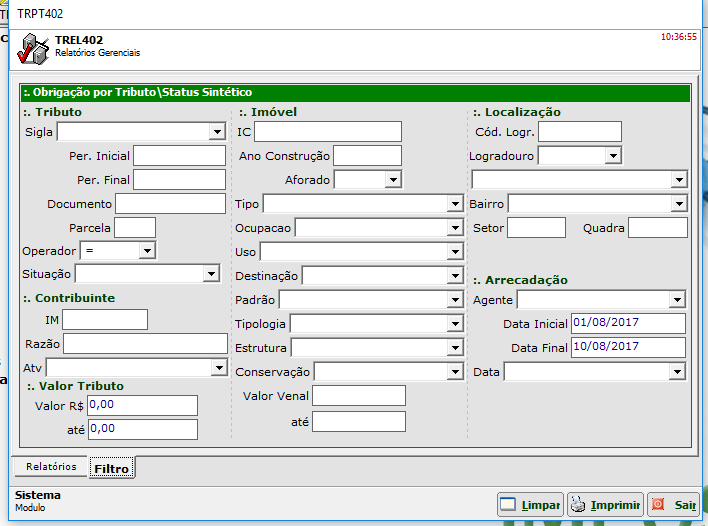 TRPT402
TREL402
Relatórios Gerenciais
10:36:55
:. Obrigação por Tributo\Status Sintético
:. Tributo
Sigla
Per. Inicial
Per. Final
Documento
Parcela
Operador =
Situação
:. Contribuinte
IM
Razão
Atv
:. Valor Tributo
Valor R$ 0,00
até 0,00
:. Imóvel
IC
Ano Construção
Aforado
Tipo
Ocupacao
Uso
Destinação
Padrão
Tipologia
Estrutura
Conservação
Valor Venal
até
:. Localização
Cód. Logr.
Logradouro
Bairro
Setor Quadra
:. Arrecadação
Agente
Data Inicial 01/08/2017
Data Final 10/08/2017
Data
Relatórios Filtro
Sistema
Modulo
Limpar Imprimir Sair